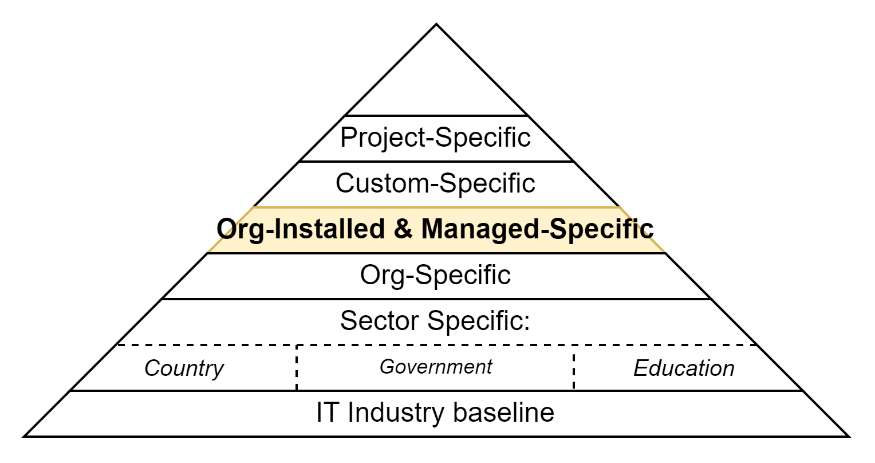 Project-Specific
Custom-Specific
Org-Installed & Managed-Specific
Org-Specific
Sector Specific:
Country Government Education
IT Industry baseline